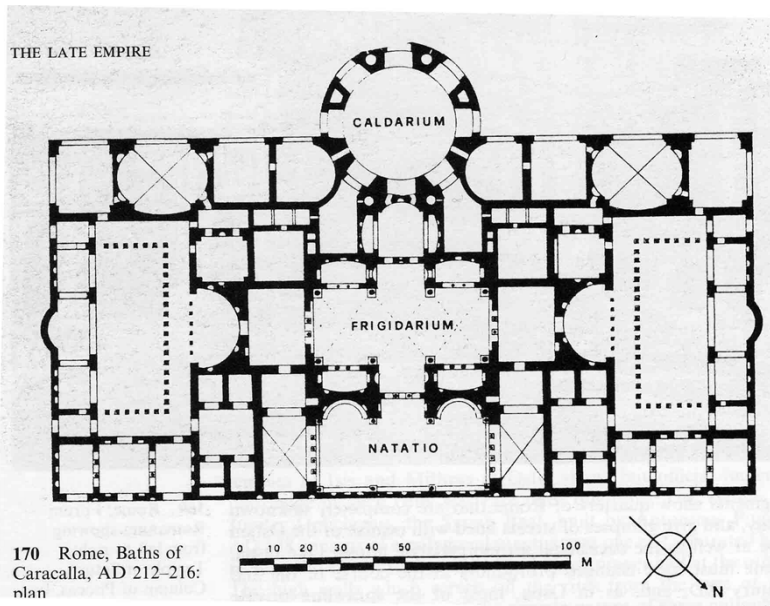 THE LATE EMPIRE
CALDARIUM
FRIGIDARIUM
NATATIO
170 Rome, Baths of
Caracalla, AD 212–216:
plan
10 20 30 40 50 100
M
N